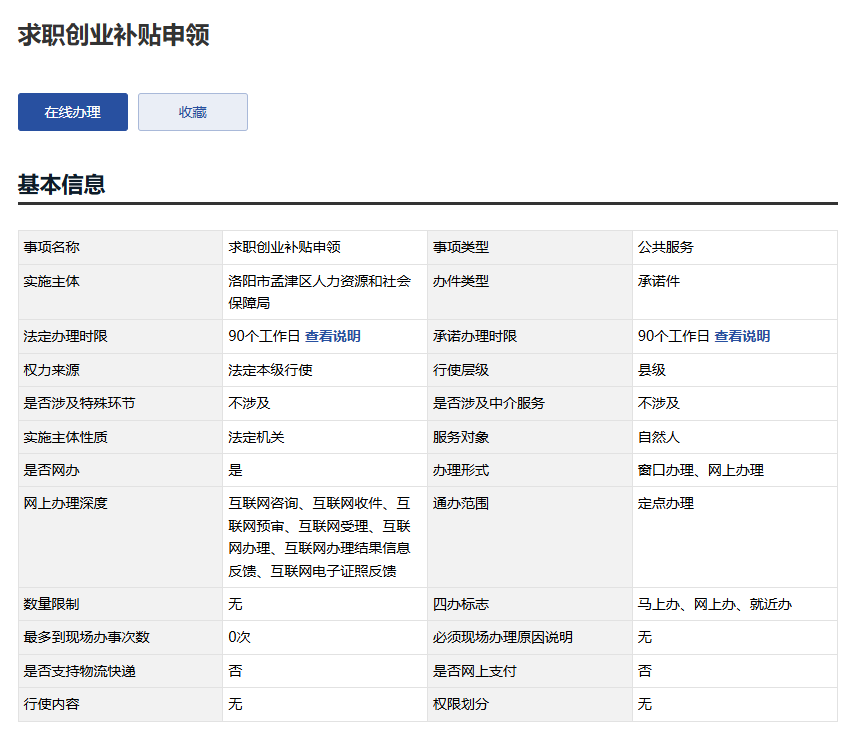 求职创业补贴申领
在线办理 收藏
基本信息
事项名称 求职创业补贴申领 事项类型 公共服务
实施主体 洛阳市孟津区人力资源和社会 办件类型 承诺件
保障局
法定办理时限 90个工作日 查看说明 承诺办理时限 90个工作日 查看说明
权力来源 法定本级行使 行使层级 县级
是否涉及特殊环节 不涉及 是否涉及中介服务 不涉及
实施主体性质 法定机关 服务对象 自然人
是否网办 是 办理形式 窗口办理、网上办理
网上办理深度 互联网咨询、互联网收件、互 通办范围 定点办理
联网预审、互联网受理、互联
网办理、互联网办理结果信息
反馈、互联网电子证照反馈
数量限制 无 四办标志 马上办、网上办、就近办
最多到现场办事次数 0次 必须现场办理原因说明 无
是否支持物流快递 否 是否网上支付 否
行使内容 无 权限划分 无